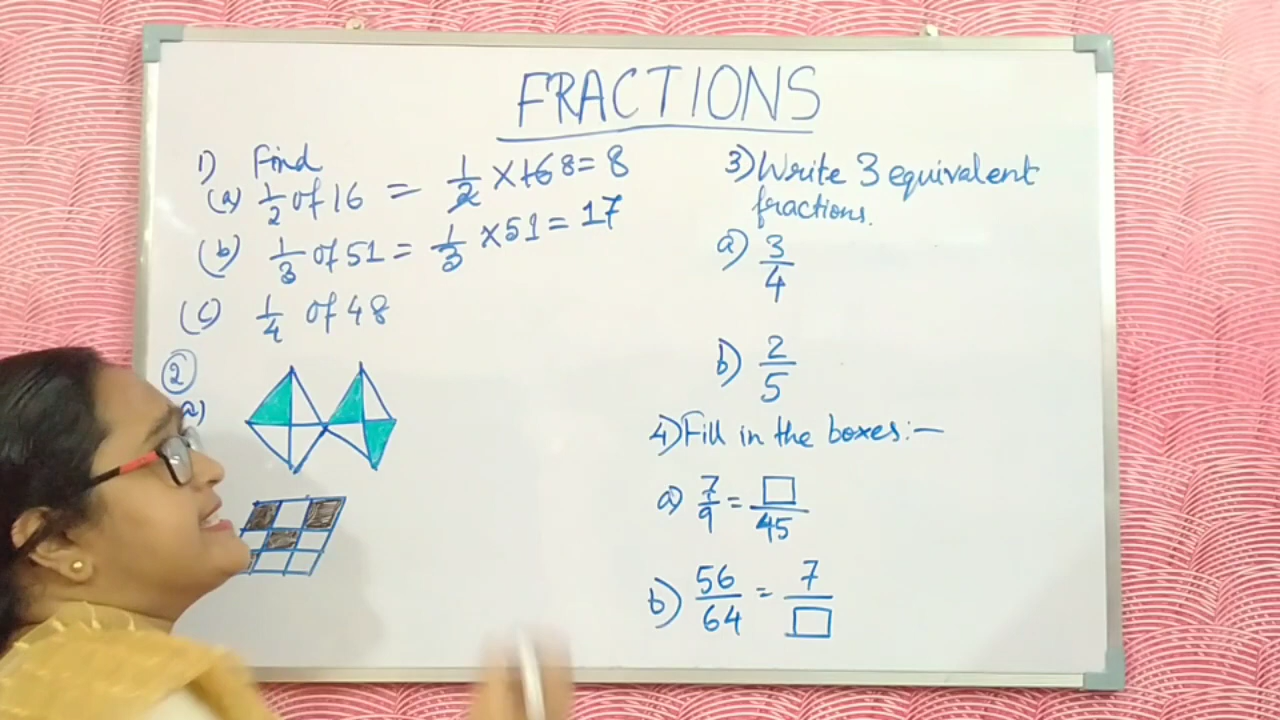 FRACTIONS
1) Find
(a) 1/2 of 16 = 1/2 × 16 8 = 8
(b) 1/3 of 51 = 1/3 × 51 = 17
(c) 1/4 of 48
2
a)
3) Write 3 equivalent
fractions.
a) 3/4
b) 2/5
4) Fill in the boxes:—
a) 7/9 = □/45
b) 56/64 = 7/□